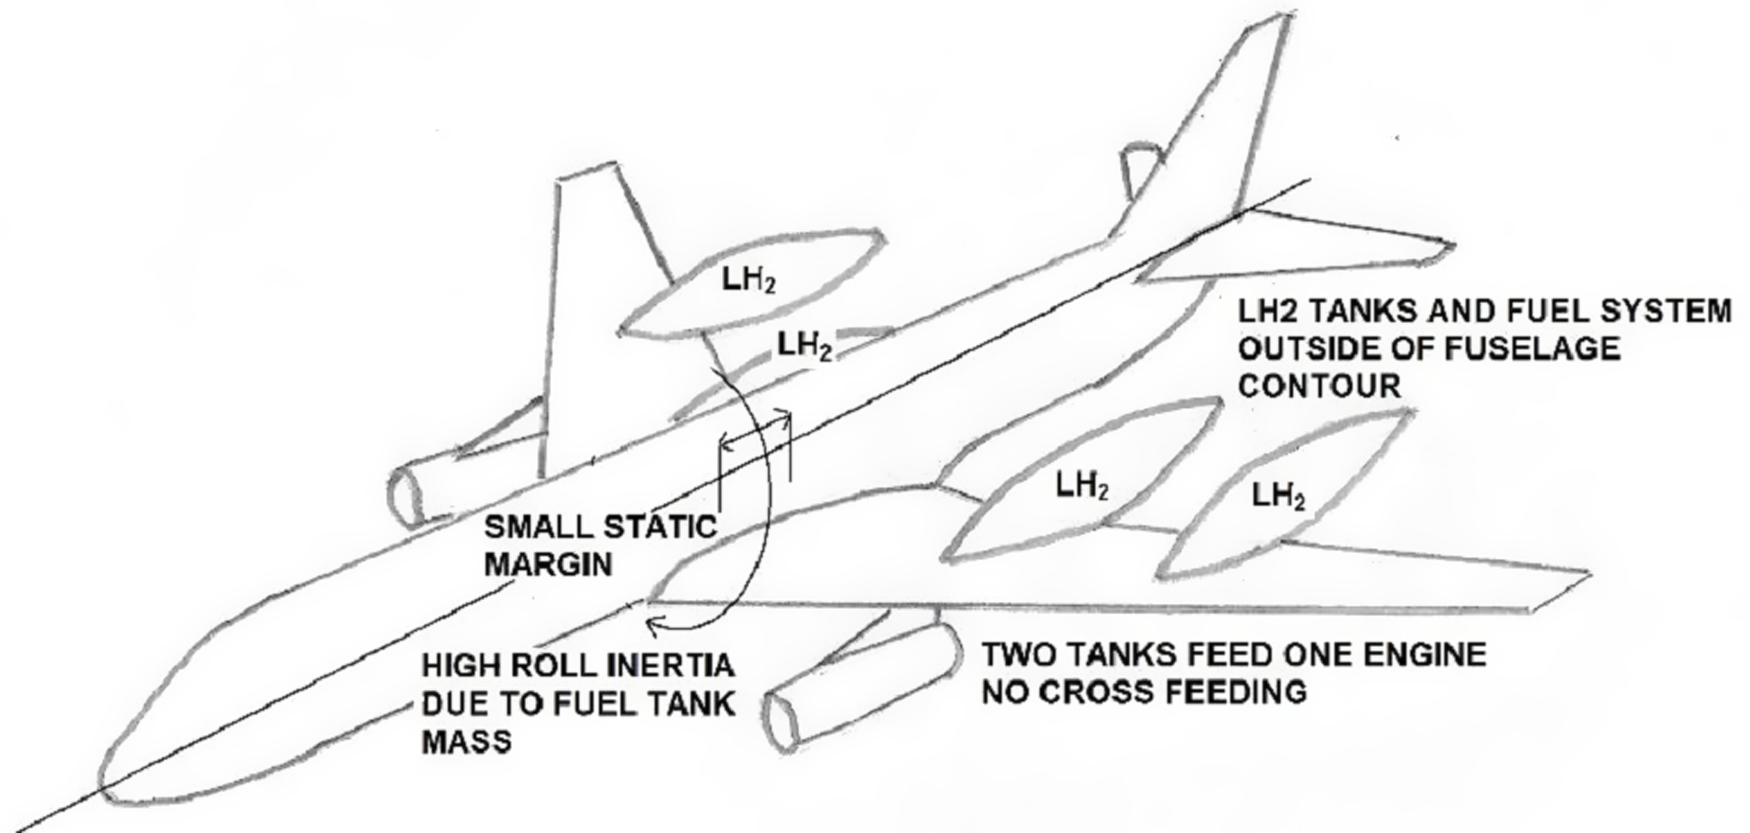 LH₂
LH₂
LH2 TANKS AND FUEL SYSTEM
OUTSIDE OF FUSELAGE
CONTOUR
LH₂
LH₂
SMALL STATIC
MARGIN
HIGH ROLL INERTIA
DUE TO FUEL TANK
MASS
TWO TANKS FEED ONE ENGINE
NO CROSS FEEDING